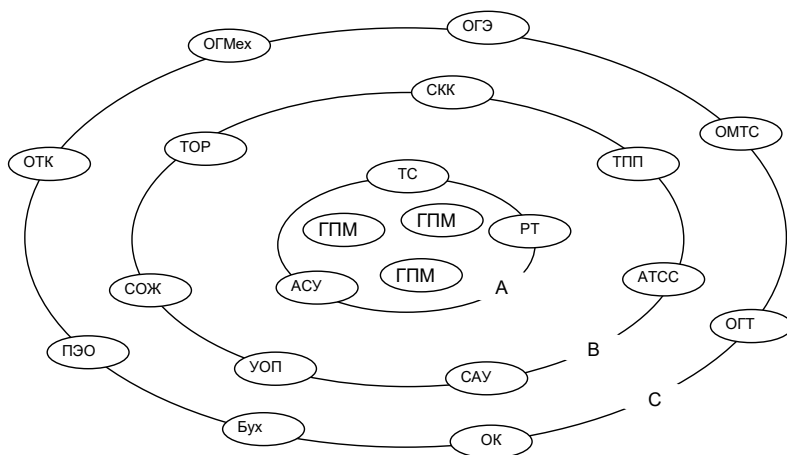 ОГЭ
ОГМех
СКК
ОМТС
ТОР
ТПП
ОТК
ТС
ГПМ
ГПМ
РТ
ГПМ
АСУ
А
АТСС
СОЖ
ОГТ
В
ПЭО
УОП
САУ
С
Бух
ОК